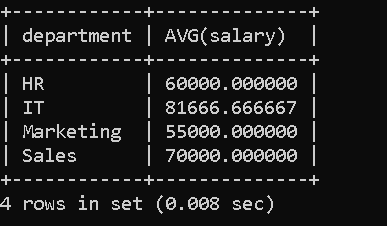 +------------+--------------+
| department | AVG(salary)  |
+------------+--------------+
| HR         | 60000.000000 |
| IT         | 81666.666667 |
| Marketing  | 55000.000000 |
| Sales      | 70000.000000 |
+------------+--------------+
4 rows in set (0.008 sec)